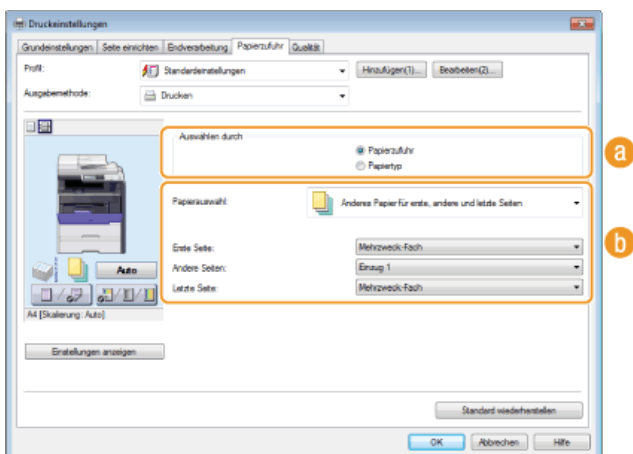 Druckeinstellungen
Grundeinstellungen Seite einrichten Endverarbeitung Papierzufuhr Qualität
Profil: Standardeinstellungen Hinzufügen(1)... Bearbeiten(2)...
Ausgabemethode: Drucken
Auswählen durch
Papierzufuhr
Papiertyp
a
Papierauswahl: Anderes Papier für erste, andere und letzte Seiten
b
Erste Seite: Mehrzweck-Fach
Auto Andere Seiten: Einzug 1
Letzte Seite: Mehrzweck-Fach
A4 [Skalierung: Auto]
Einstellungen anzeigen
Standard wiederherstellen
OK Abbrechen Hilfe